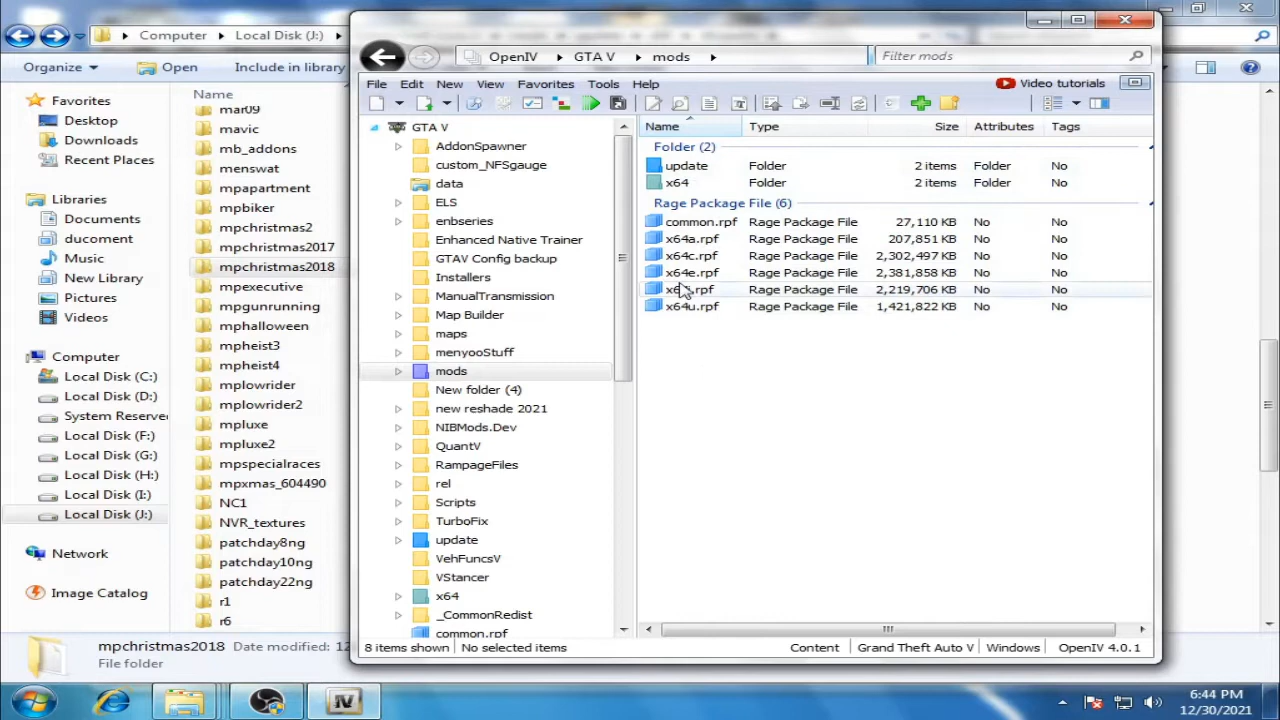 Computer Local Disk (J:)
Organize Open Include in library
Favorites
Desktop
Downloads
Recent Places
Libraries
Documents
ducoment
Music
New Library
Pictures
Videos
Computer
Local Disk (C:)
Local Disk (D:)
System Reserve
Local Disk (F:)
Local Disk (G:)
Local Disk (H:)
Local Disk (I:)
Local Disk (J:)
Network
Image Catalog
Name
mar09
mavic
mb_addons
menswat
mpapartment
mpbiker
mpchristmas2
mpchristmas2017
mpchristmas2018
mpexecutive
mpgunrunning
mphalloween
mpheist3
mpheist4
mplowrider
mplowrider2
mpluxe
mpluxe2
mpspecialraces
mpxmas_604490
NC1
NVR_textures
patchday8ng
patchday10ng
patchday22ng
r1
r6
mpchristmas2018 Date modified: 12
File folder
OpenIV GTA V mods Filter mods
File Edit New View Favorites Tools Help Video tutorials
GTA V
AddonSpawner
custom_NFSgauge
data
ELS
enbseries
Enhanced Native Trainer
GTAV Config backup
Installers
ManualTransmission
Map Builder
maps
menyooStuff
mods
New folder (4)
new reshade 2021
NIBMods.Dev
QuantV
RampageFiles
rel
Scripts
TurboFix
update
VehFuncsV
VStancer
x64
_CommonRedist
common.rpf
Name Type Size Attributes Tags
Folder (2)
update Folder 2 items Folder No
x64 Folder 2 items Folder No
Rage Package File (6)
common.rpf Rage Package File 27,110 KB No No
x64a.rpf Rage Package File 207,851 KB No No
x64c.rpf Rage Package File 2,302,497 KB No No
x64e.rpf Rage Package File 2,381,858 KB No No
Rage Package File 2,219,706 KB No No
x64u.rpf Rage Package File 1,421,822 KB No No
8 items shown No selected items Content Grand Theft Auto V Windows OpenIV 4.0.1
6:44 PM
12/30/2021